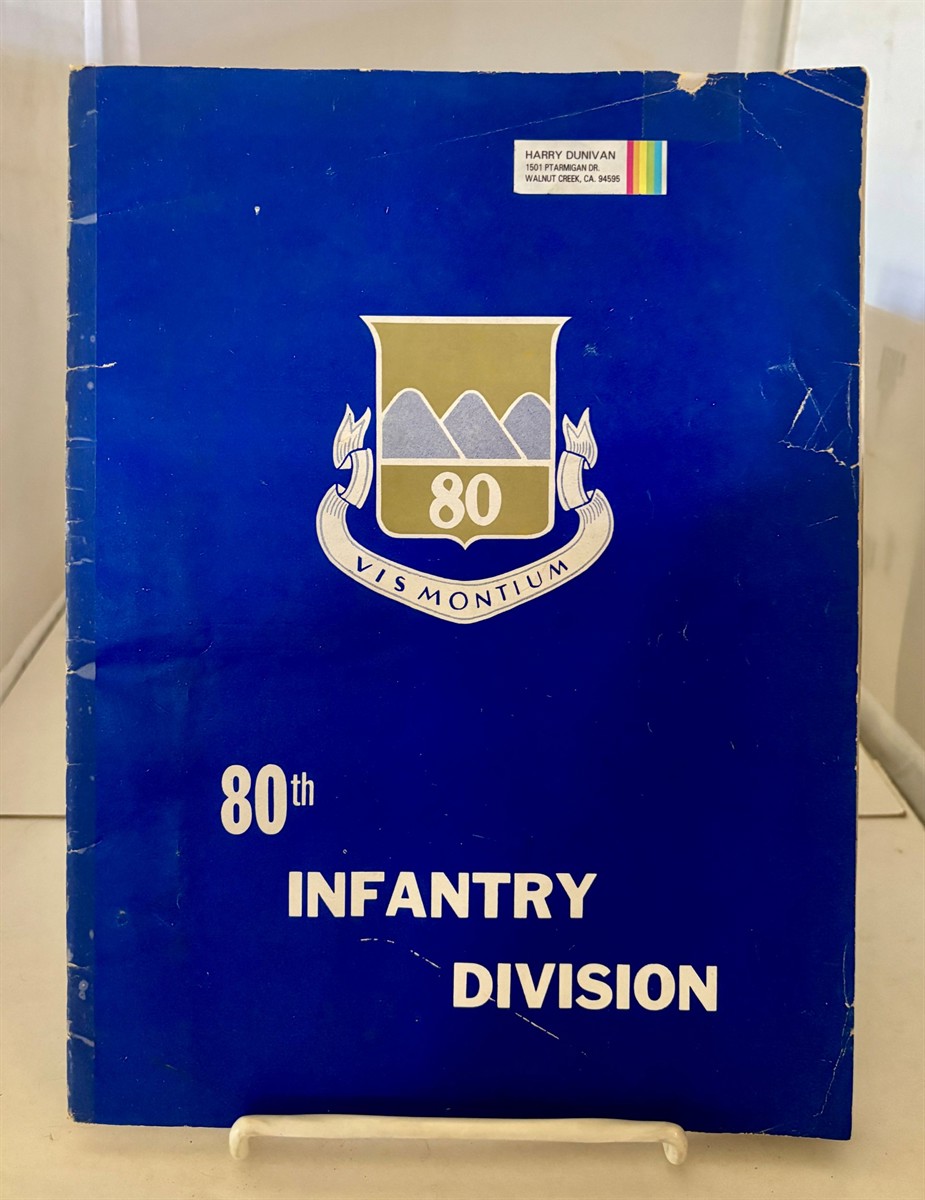 HARRY DUNIVAN
1501 PTARMIGAN DR.
WALNUT CREEK, CA. 94595
80
VIS MONTIUM
80th
INFANTRY
DIVISION